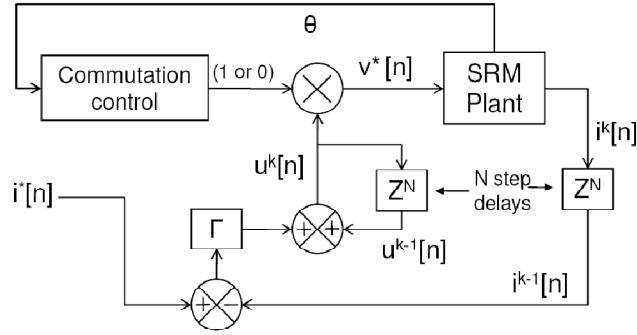 θ
Commutation control
(1 or 0)
v*[n]
SRM Plant
i^k[n]
u^k[n]
i*[n]
Z^N
N step delays
Z^N
Γ
+ +
u^{k-1}[n]
i^{k-1}[n]
+ −